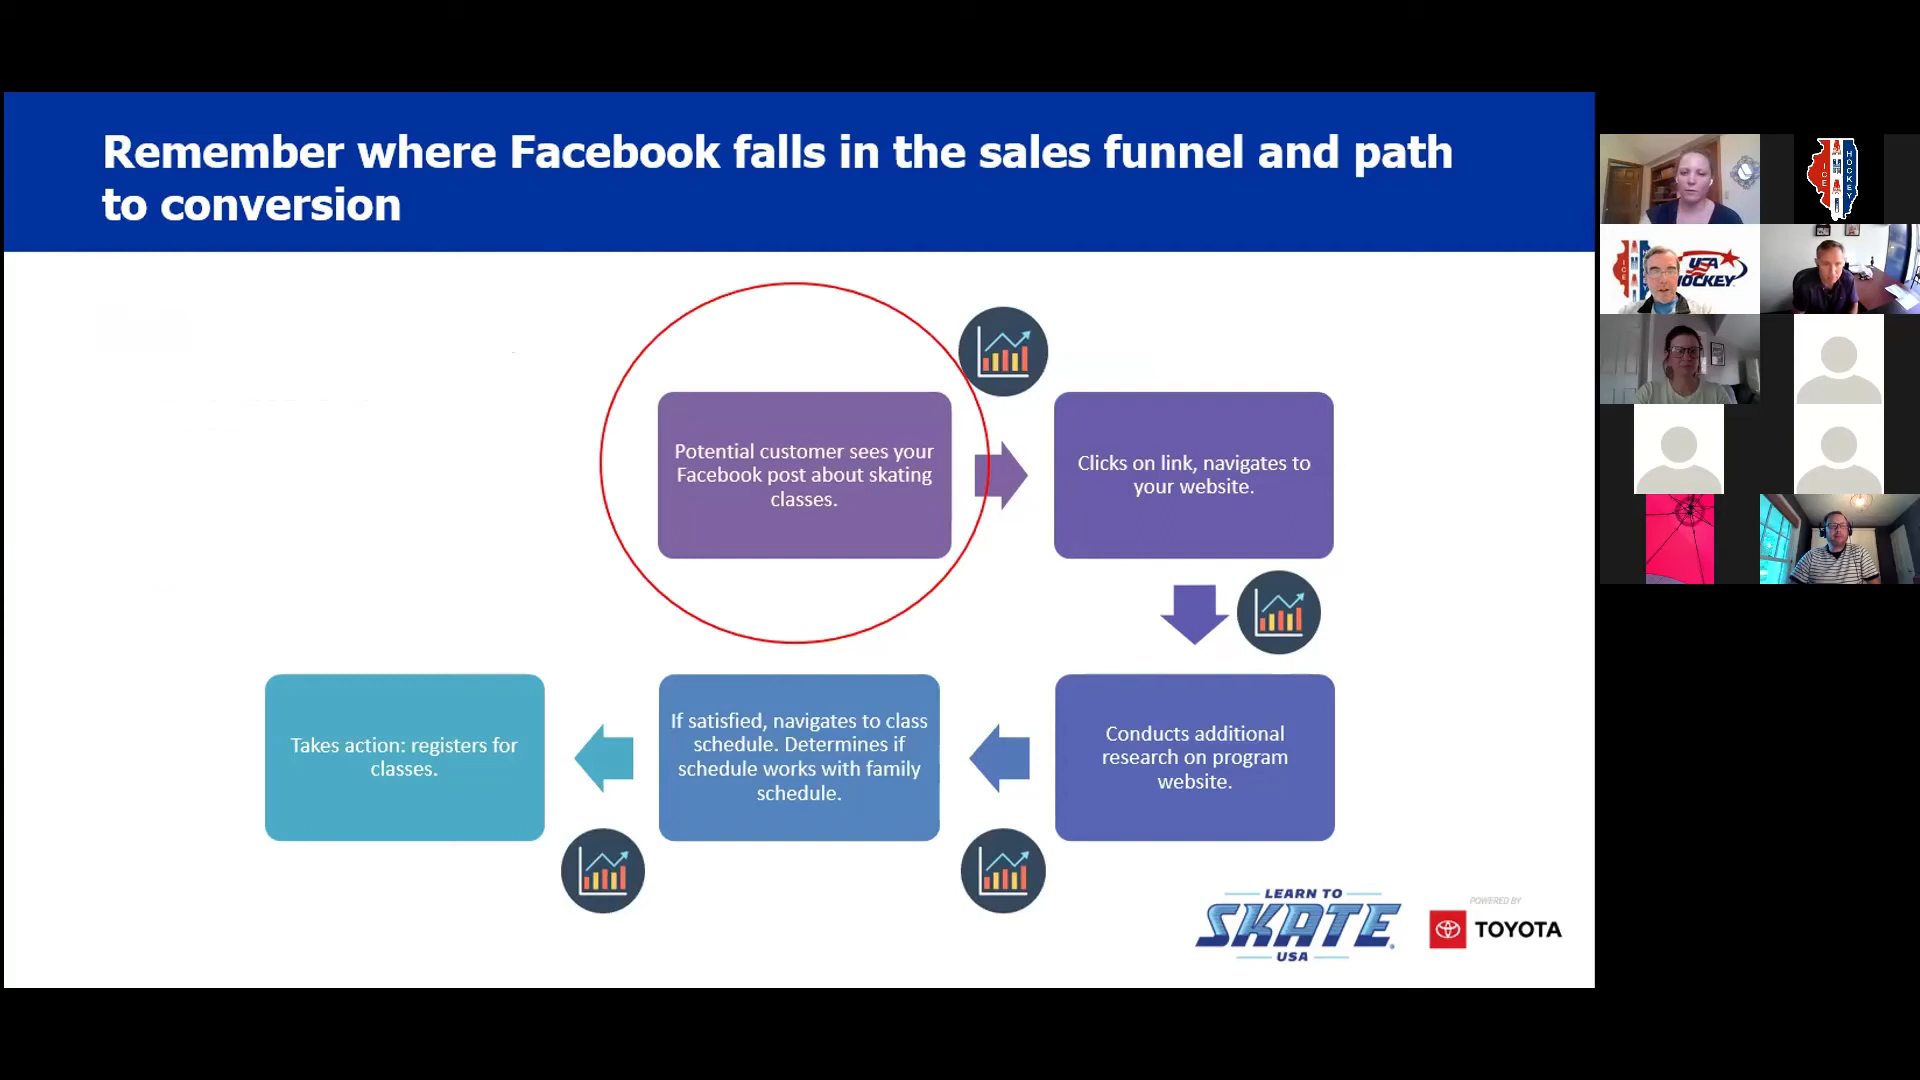 Remember where Facebook falls in the sales funnel and path
to conversion
Potential customer sees your
Facebook post about skating
classes.
Clicks on link, navigates to
your website.
Takes action: registers for
classes.
If satisfied, navigates to class
schedule. Determines if
schedule works with family
schedule.
Conducts additional
research on program
website.
LEARN TO
SKATE
USA
POWERED BY
TOYOTA
ICE
HOCKEY
USA
HOCKEY